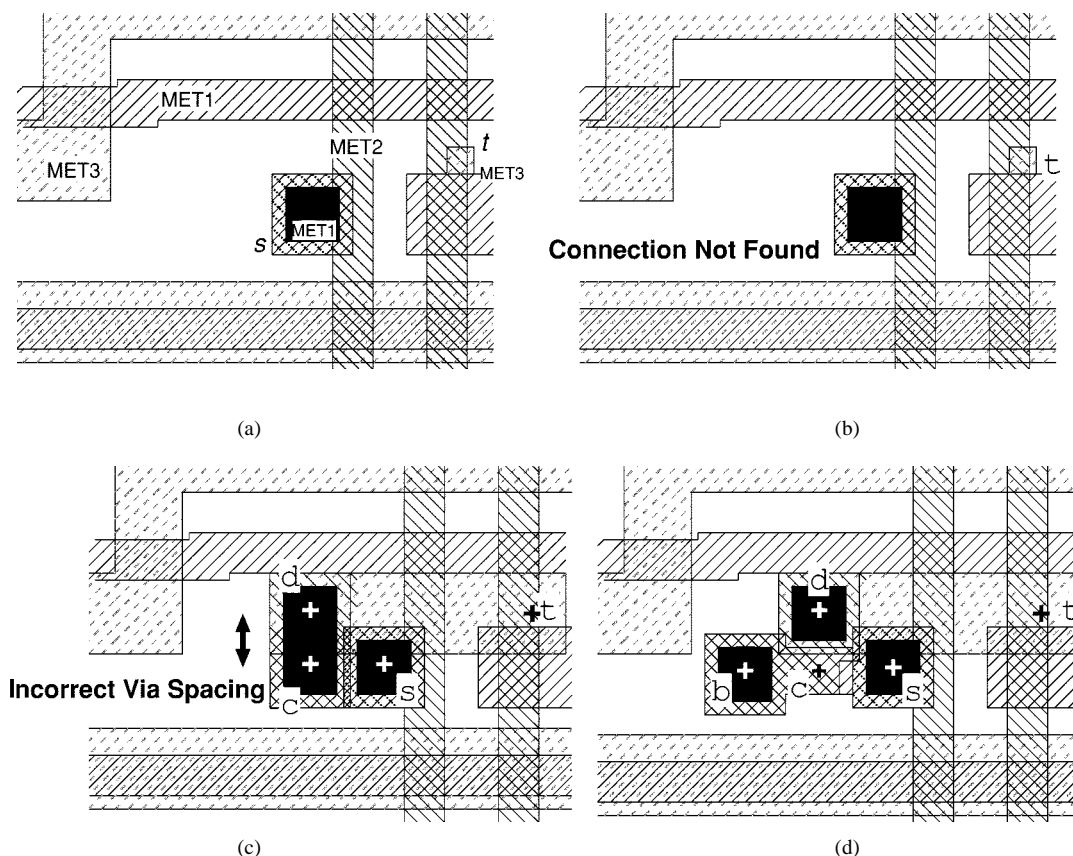 MET1
MET2
t
MET3
MET3
MET1
s
(a)
t
Connection Not Found
(b)
d
t
Incorrect Via Spacing
s
c
(c)
d
t
b
c
s
(d)